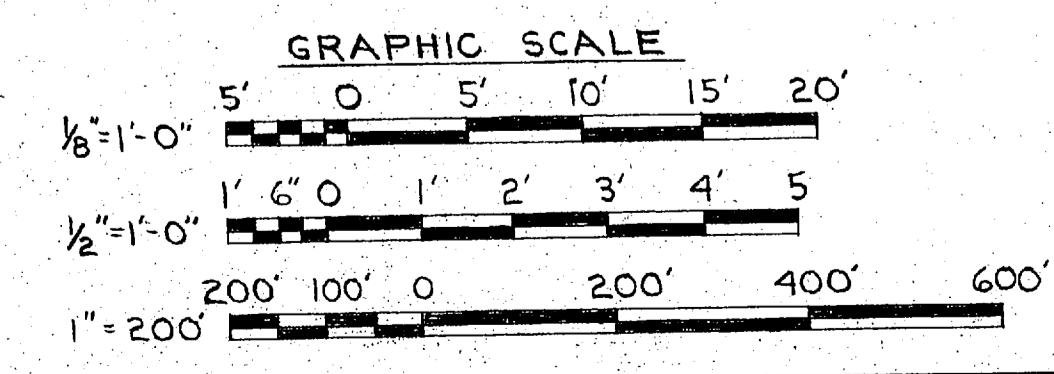 GRAPHIC SCALE
5' 0 5' 10' 15' 20'
1/8"=1'-0"
1' 6" 0 1' 2' 3' 4' 5
1/2"=1'-0"
200' 100' 0 200' 400' 600'
1"=200'